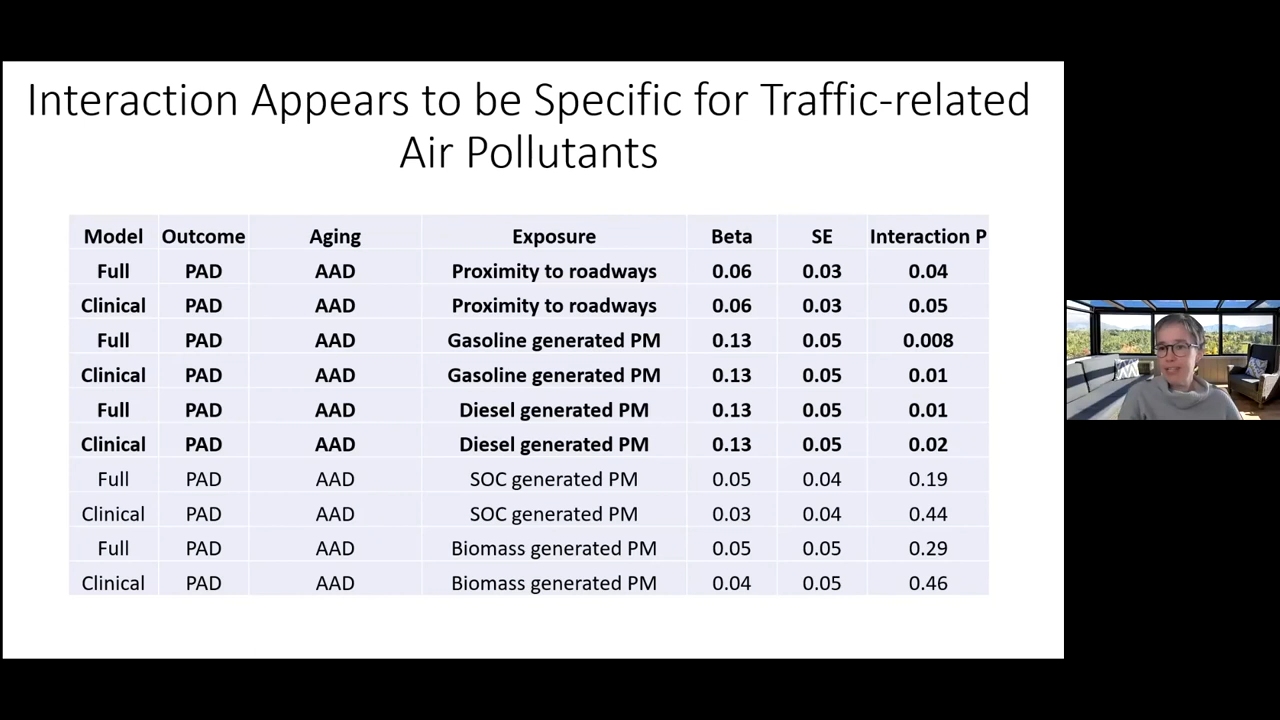 Interaction Appears to be Specific for Traffic-related
Air Pollutants
Model Outcome Aging Exposure Beta SE Interaction P
Full PAD AAD Proximity to roadways 0.06 0.03 0.04
Clinical PAD AAD Proximity to roadways 0.06 0.03 0.05
Full PAD AAD Gasoline generated PM 0.13 0.05 0.008
Clinical PAD AAD Gasoline generated PM 0.13 0.05 0.01
Full PAD AAD Diesel generated PM 0.13 0.05 0.01
Clinical PAD AAD Diesel generated PM 0.13 0.05 0.02
Full PAD AAD SOC generated PM 0.05 0.04 0.19
Clinical PAD AAD SOC generated PM 0.03 0.04 0.44
Full PAD AAD Biomass generated PM 0.05 0.05 0.29
Clinical PAD AAD Biomass generated PM 0.04 0.05 0.46